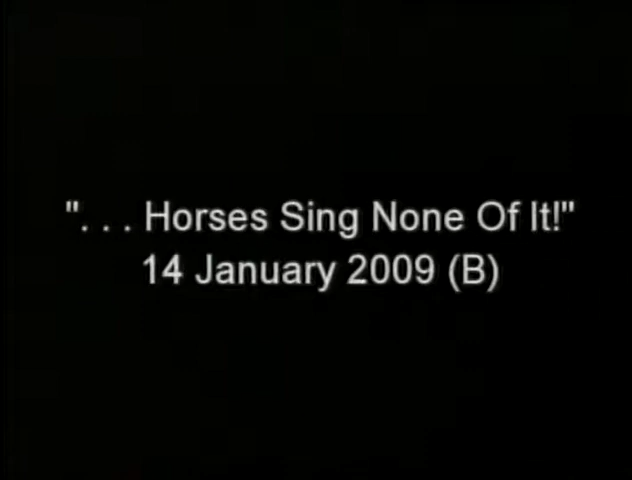 ". . . Horses Sing None Of It!"
14 January 2009 (B)